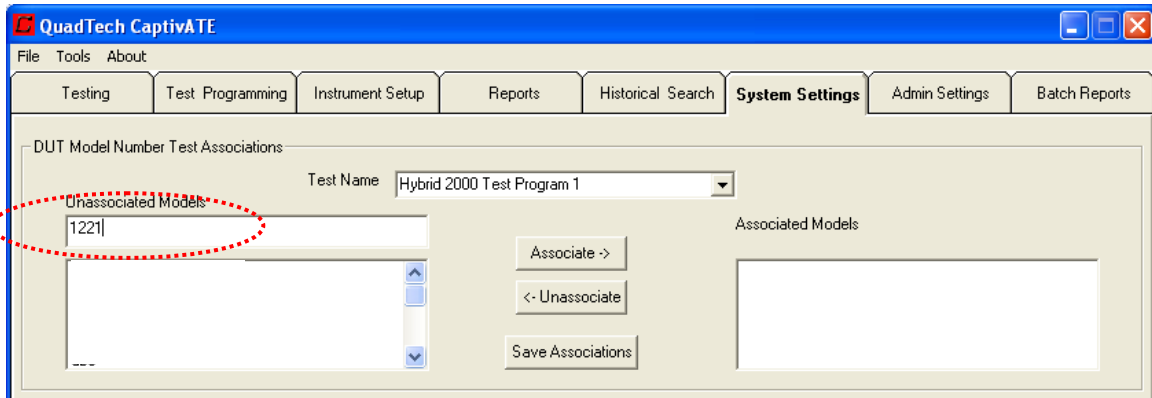 QuadTech CaptivATE
File Tools About
Testing Test Programming Instrument Setup Reports Historical Search System Settings Admin Settings Batch Reports
DUT Model Number Test Associations
Test Name Hybrid 2000 Test Program 1
Unassociated Models
1221
Associated Models
Associate ->
<- Unassociate
Save Associations